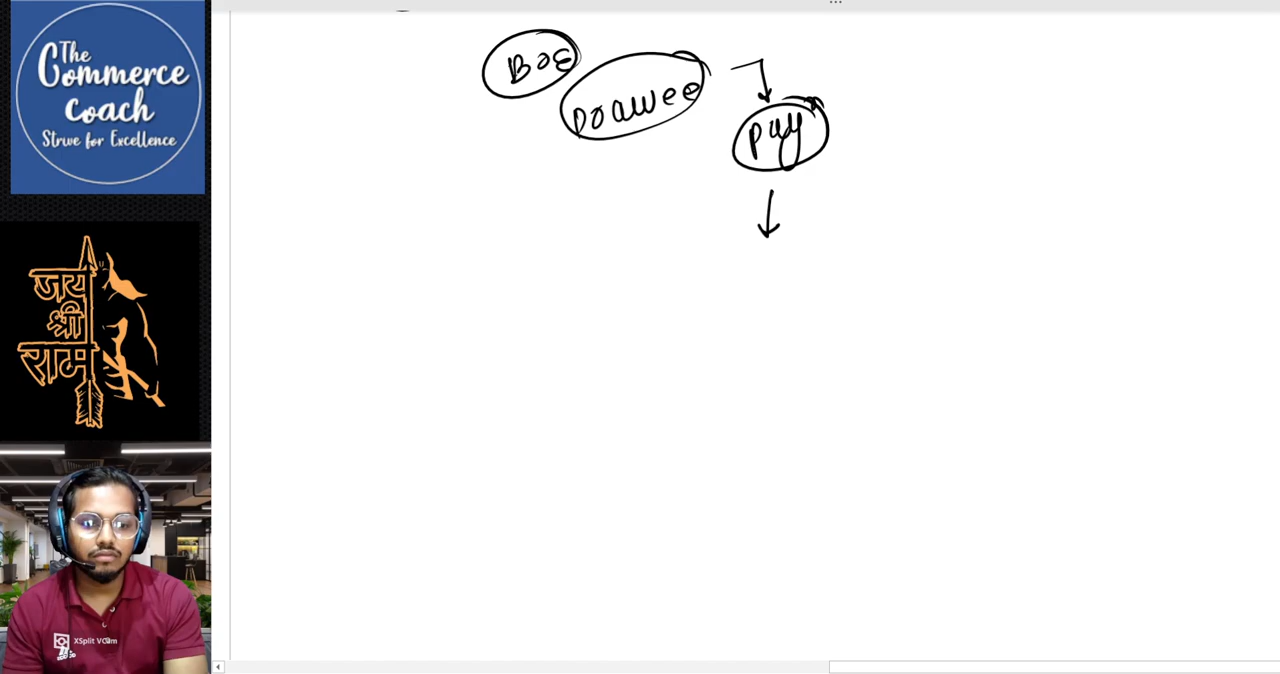 The
Commerce
Coach
Strive for Excellence
BOE
Drawee
pay
जय
श्री
राम
XSplit VCam